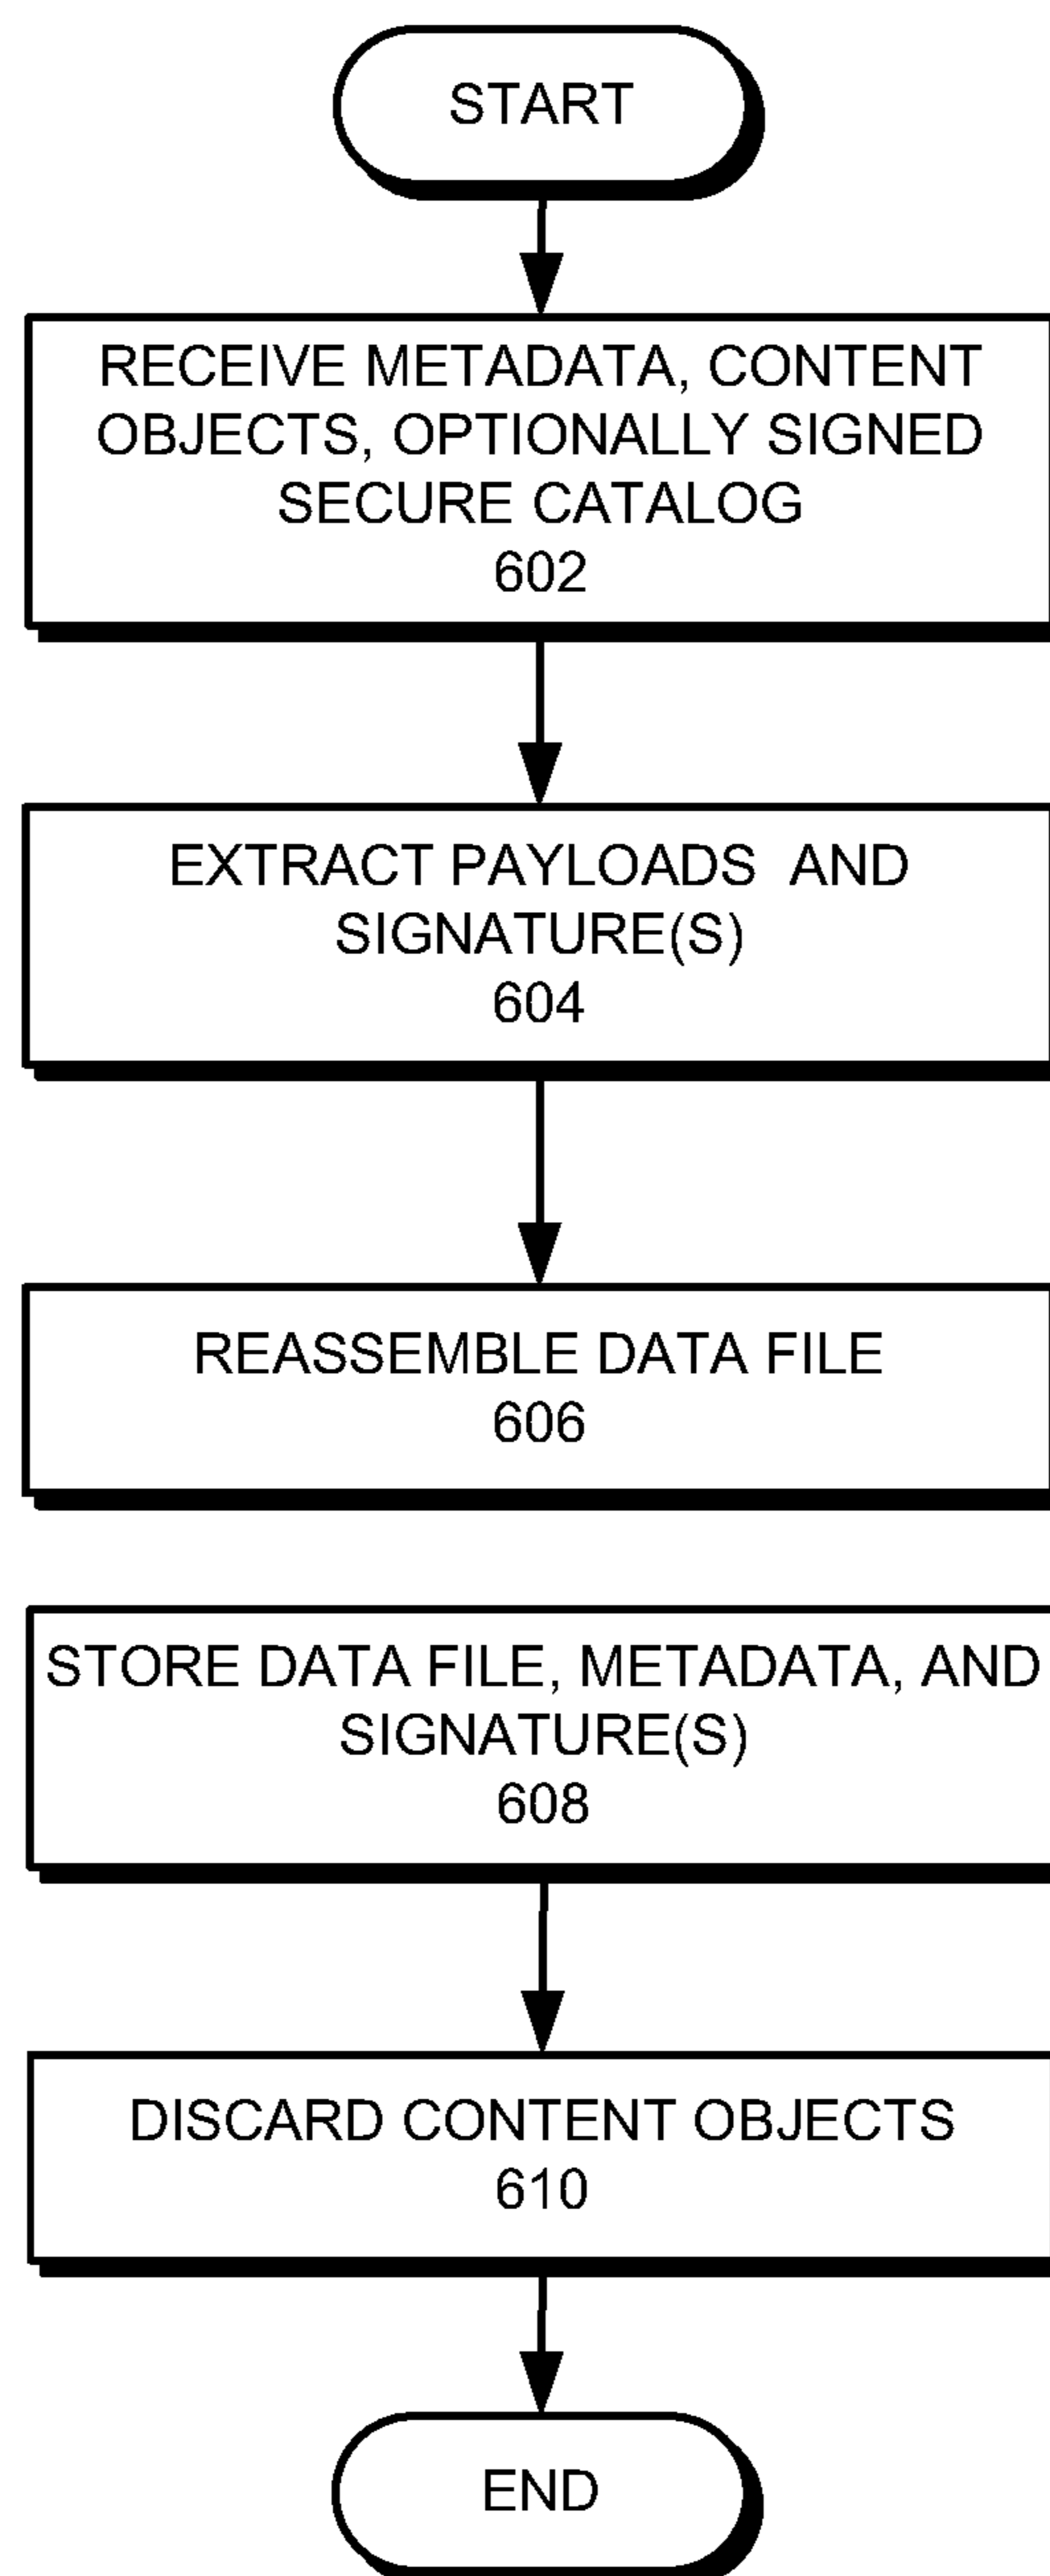 START
RECEIVE METADATA, CONTENT
OBJECTS, OPTIONALLY SIGNED
SECURE CATALOG
602
EXTRACT PAYLOADS AND
SIGNATURE(S)
604
REASSEMBLE DATA FILE
606
STORE DATA FILE, METADATA, AND
SIGNATURE(S)
608
DISCARD CONTENT OBJECTS
610
END